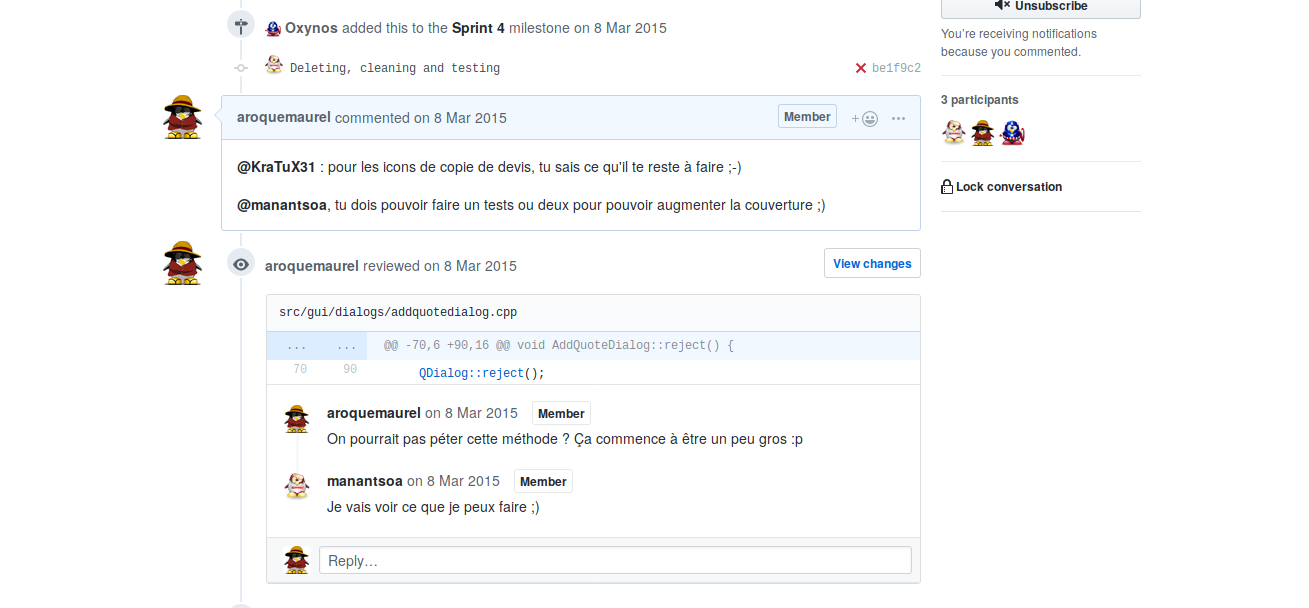 Unsubscribe
You're receiving notifications
because you commented.
3 participants
Lock conversation
Oxynos added this to the Sprint 4 milestone on 8 Mar 2015
Deleting, cleaning and testing be1f9c2
aroquemaurel commented on 8 Mar 2015 Member + ...
@KraTuX31 : pour les icons de copie de devis, tu sais ce qu'il te reste à faire ;-)
@manantsoa, tu dois pouvoir faire un tests ou deux pour pouvoir augmenter la couverture ;)
aroquemaurel reviewed on 8 Mar 2015 View changes
src/gui/dialogs/addquotedialog.cpp
... ... @@ -70,6 +90,16 @@ void AddQuoteDialog::reject() {
70 90 QDialog::reject();
aroquemaurel on 8 Mar 2015 Member
On pourrait pas péter cette méthode ? Ça commence à être un peu gros :p
manantsoa on 8 Mar 2015 Member
Je vais voir ce que je peux faire ;)
Reply…